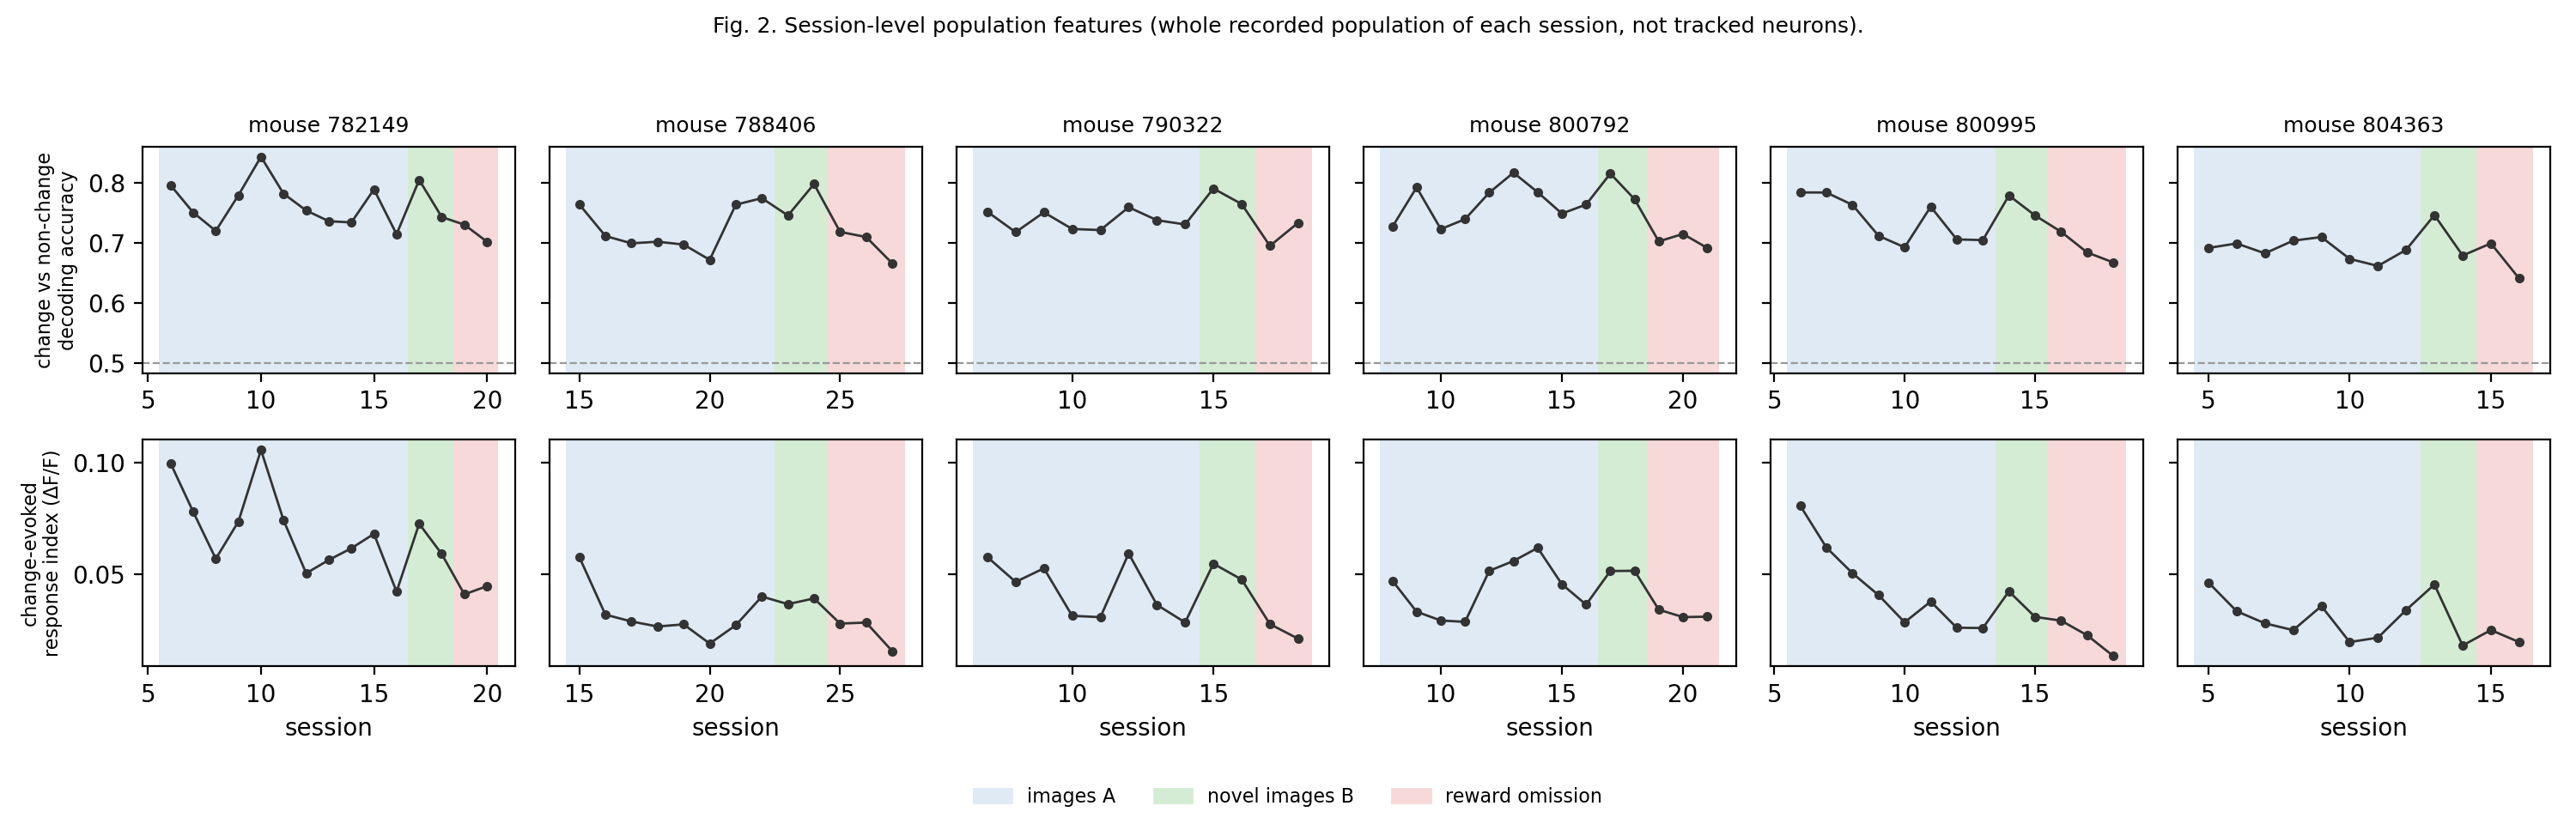 Fig. 2. Session-level population features (whole recorded population of each session, not tracked neurons).
mouse 782149
mouse 788406
mouse 790322
mouse 800792
mouse 800995
mouse 804363
change vs non-change
decoding accuracy
0.8
0.7
0.6
0.5
5 10 15 20
15 20 25
10 15
10 15 20
5 10 15
5 10 15
change-evoked
response index (ΔF/F)
0.10
0.05
5 10 15 20
15 20 25
10 15
10 15 20
5 10 15
5 10 15
session
session
session
session
session
session
images A
novel images B
reward omission